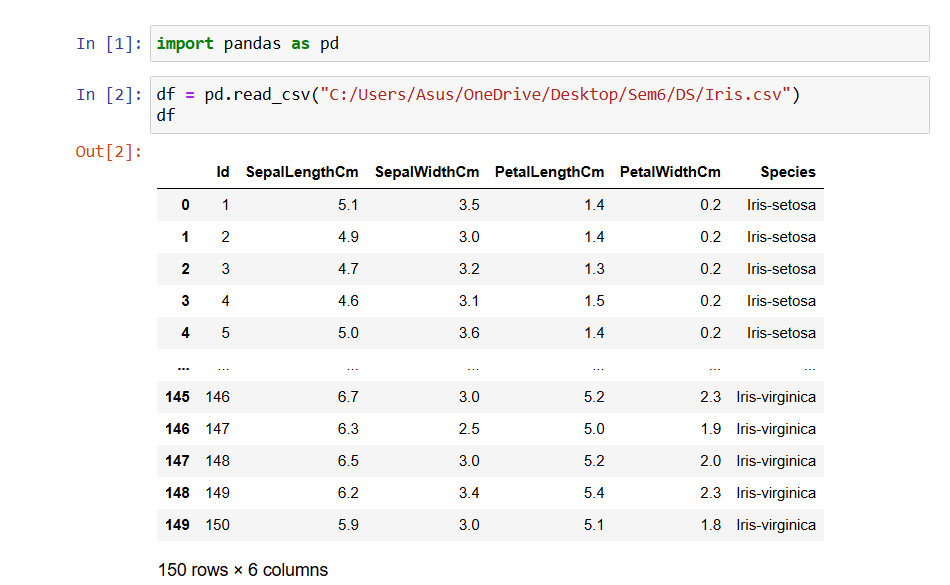 In [1]: import pandas as pd
In [2]: df = pd.read_csv("C:/Users/Asus/OneDrive/Desktop/Sem6/DS/Iris.csv")
df
Out[2]:
Id SepalLengthCm SepalWidthCm PetalLengthCm PetalWidthCm Species
0 1 5.1 3.5 1.4 0.2 Iris-setosa
1 2 4.9 3.0 1.4 0.2 Iris-setosa
2 3 4.7 3.2 1.3 0.2 Iris-setosa
3 4 4.6 3.1 1.5 0.2 Iris-setosa
4 5 5.0 3.6 1.4 0.2 Iris-setosa
... ... ... ... ... ... ...
145 146 6.7 3.0 5.2 2.3 Iris-virginica
146 147 6.3 2.5 5.0 1.9 Iris-virginica
147 148 6.5 3.0 5.2 2.0 Iris-virginica
148 149 6.2 3.4 5.4 2.3 Iris-virginica
149 150 5.9 3.0 5.1 1.8 Iris-virginica
150 rows × 6 columns